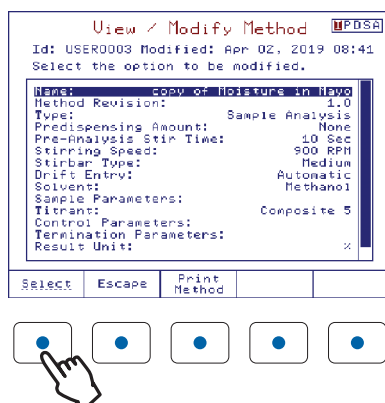 View / Modify Method UPDSA
Id: USER0003 Modified: Apr 02, 2019 08:41
Select the option to be modified.
Name: copy of Moisture in Mayo
Method Revision: 1.0
Type: Sample Analysis
Predispensing Amount: None
Pre-Analysis Stir Time: 10 Sec
Stirring Speed: 900 RPM
Stirbar Type: Medium
Drift Entry: Automatic
Solvent: Methanol
Sample Parameters:
Titrant: Composite 5
Control Parameters:
Termination Parameters:
Result Unit: %
Select Escape Print Method